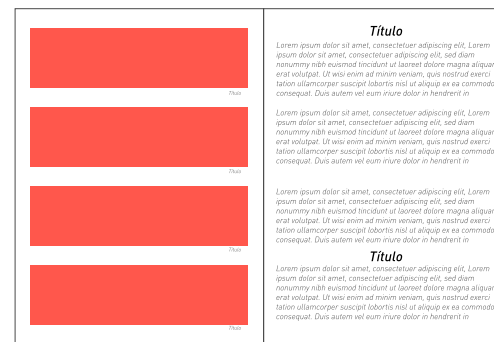 Título
Título
Título
Título
Título
Lorem ipsum dolor sit amet, consectetuer adipiscing elit, Lorem
ipsum dolor sit amet, consectetuer adipiscing elit, sed diam
nonummy nibh euismod tincidunt ut laoreet dolore magna aliquam
erat volutpat. Ut wisi enim ad minim veniam, quis nostrud exerci
tation ullamcorper suscipit lobortis nisl ut aliquip ex ea commodo
consequat. Duis autem vel eum iriure dolor in hendrerit in
Lorem ipsum dolor sit amet, consectetuer adipiscing elit, Lorem
ipsum dolor sit amet, consectetuer adipiscing elit, sed diam
nonummy nibh euismod tincidunt ut laoreet dolore magna aliquam
erat volutpat. Ut wisi enim ad minim veniam, quis nostrud exerci
tation ullamcorper suscipit lobortis nisl ut aliquip ex ea commodo
consequat. Duis autem vel eum iriure dolor in hendrerit in
Lorem ipsum dolor sit amet, consectetuer adipiscing elit, Lorem
ipsum dolor sit amet, consectetuer adipiscing elit, sed diam
nonummy nibh euismod tincidunt ut laoreet dolore magna aliquam
erat volutpat. Ut wisi enim ad minim veniam, quis nostrud exerci
tation ullamcorper suscipit lobortis nisl ut aliquip ex ea commodo
consequat. Duis autem vel eum iriure dolor in hendrerit in
Título
Lorem ipsum dolor sit amet, consectetuer adipiscing elit, Lorem
ipsum dolor sit amet, consectetuer adipiscing elit, sed diam
nonummy nibh euismod tincidunt ut laoreet dolore magna aliquam
erat volutpat. Ut wisi enim ad minim veniam, quis nostrud exerci
tation ullamcorper suscipit lobortis nisl ut aliquip ex ea commodo
consequat. Duis autem vel eum iriure dolor in hendrerit in